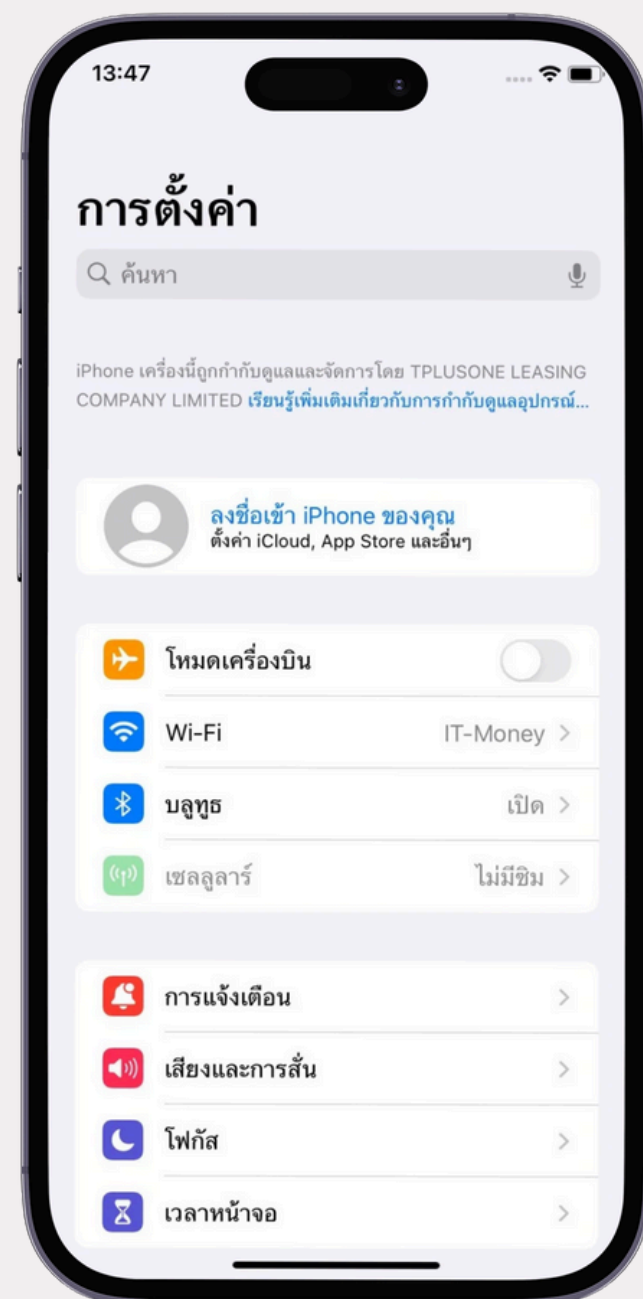 13:47
การตั้งค่า
ค้นหา
iPhone เครื่องนี้ถูกกำกับดูแลและจัดการโดย TPLUSONE LEASING
COMPANY LIMITED เรียนรู้เพิ่มเติมเกี่ยวกับการกำกับดูแลอุปกรณ์...
ลงชื่อเข้า iPhone ของคุณ
ตั้งค่า iCloud, App Store และอื่นๆ
โหมดเครื่องบิน
Wi-Fi IT-Money
บลูทูธ เปิด
เซลลูลาร์ ไม่มีซิม
การแจ้งเตือน
เสียงและการสั่น
โฟกัส
เวลาหน้าจอ